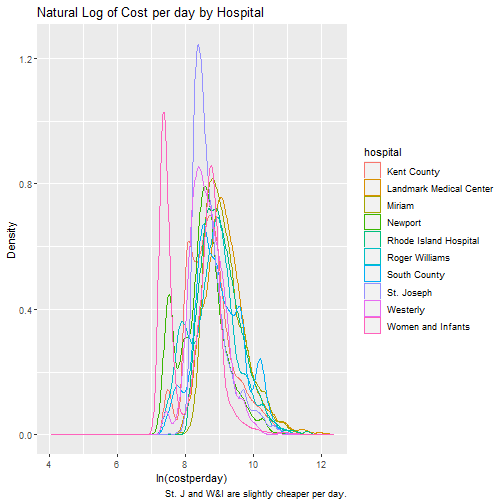 Natural Log of Cost per day by Hospital
1.2
0.8
0.4
0.0
Density
4
6
8
10
12
ln(costperday)
St. J and W&I are slightly cheaper per day.
hospital
Kent County
Landmark Medical Center
Miriam
Newport
Rhode Island Hospital
Roger Williams
South County
St. Joseph
Westerly
Women and Infants